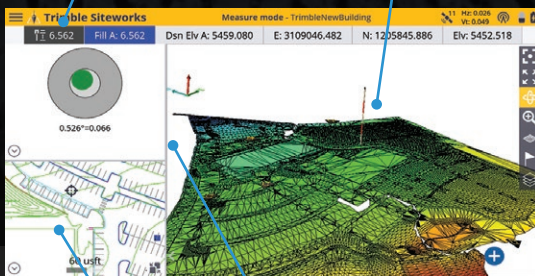 Trimble Siteworks
Measure mode - TrimbleNewBuilding
11
Hz: 0.026
Vt: 0.049
6.562
Fill A: 6.562
Dsn Elv A: 5459.080
E: 3109046.482
N: 1205845.886
Elv: 5452.518
0.526°=0.066
60 usft